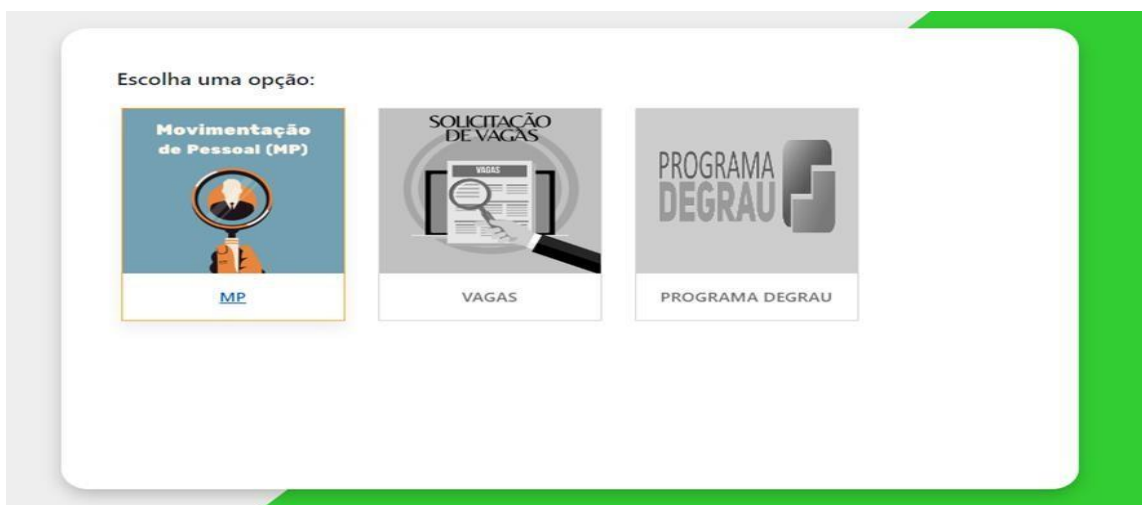 Escolha uma opção:
Movimentação
de Pessoal (MP)
MP
SOLICITAÇÃO
DE VAGAS
VAGAS
VAGAS
PROGRAMA
DEGRAU
PROGRAMA DEGRAU